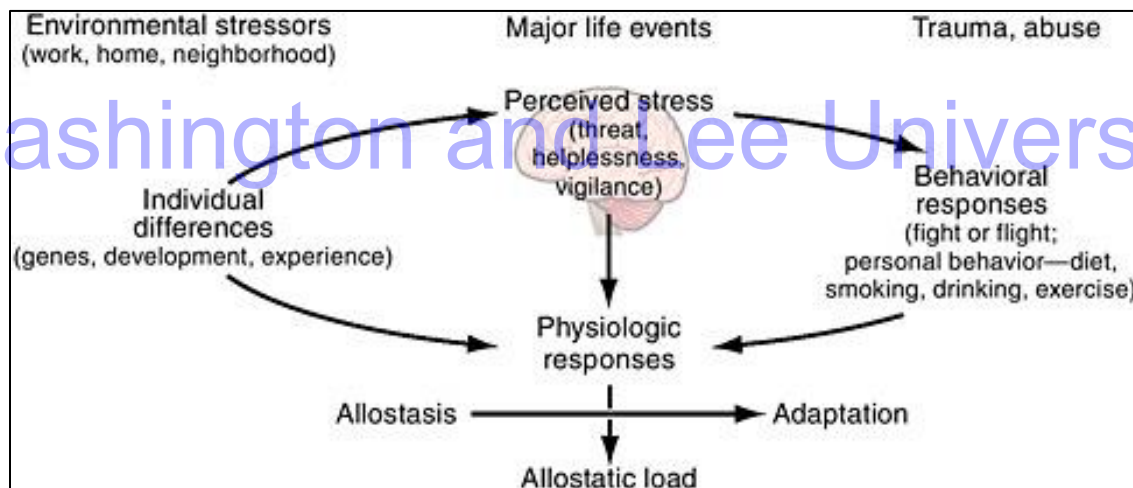 Environmental stressors
(work, home, neighborhood)
Major life events
Trauma, abuse
Perceived stress
(threat,
helplessness,
vigilance)
ashington and Lee Univers
Individual
differences
(genes, development, experience)
Behavioral
responses
(fight or flight;
personal behavior—diet,
smoking, drinking, exercise)
Physiologic
responses
Allostasis
Adaptation
Allostatic load